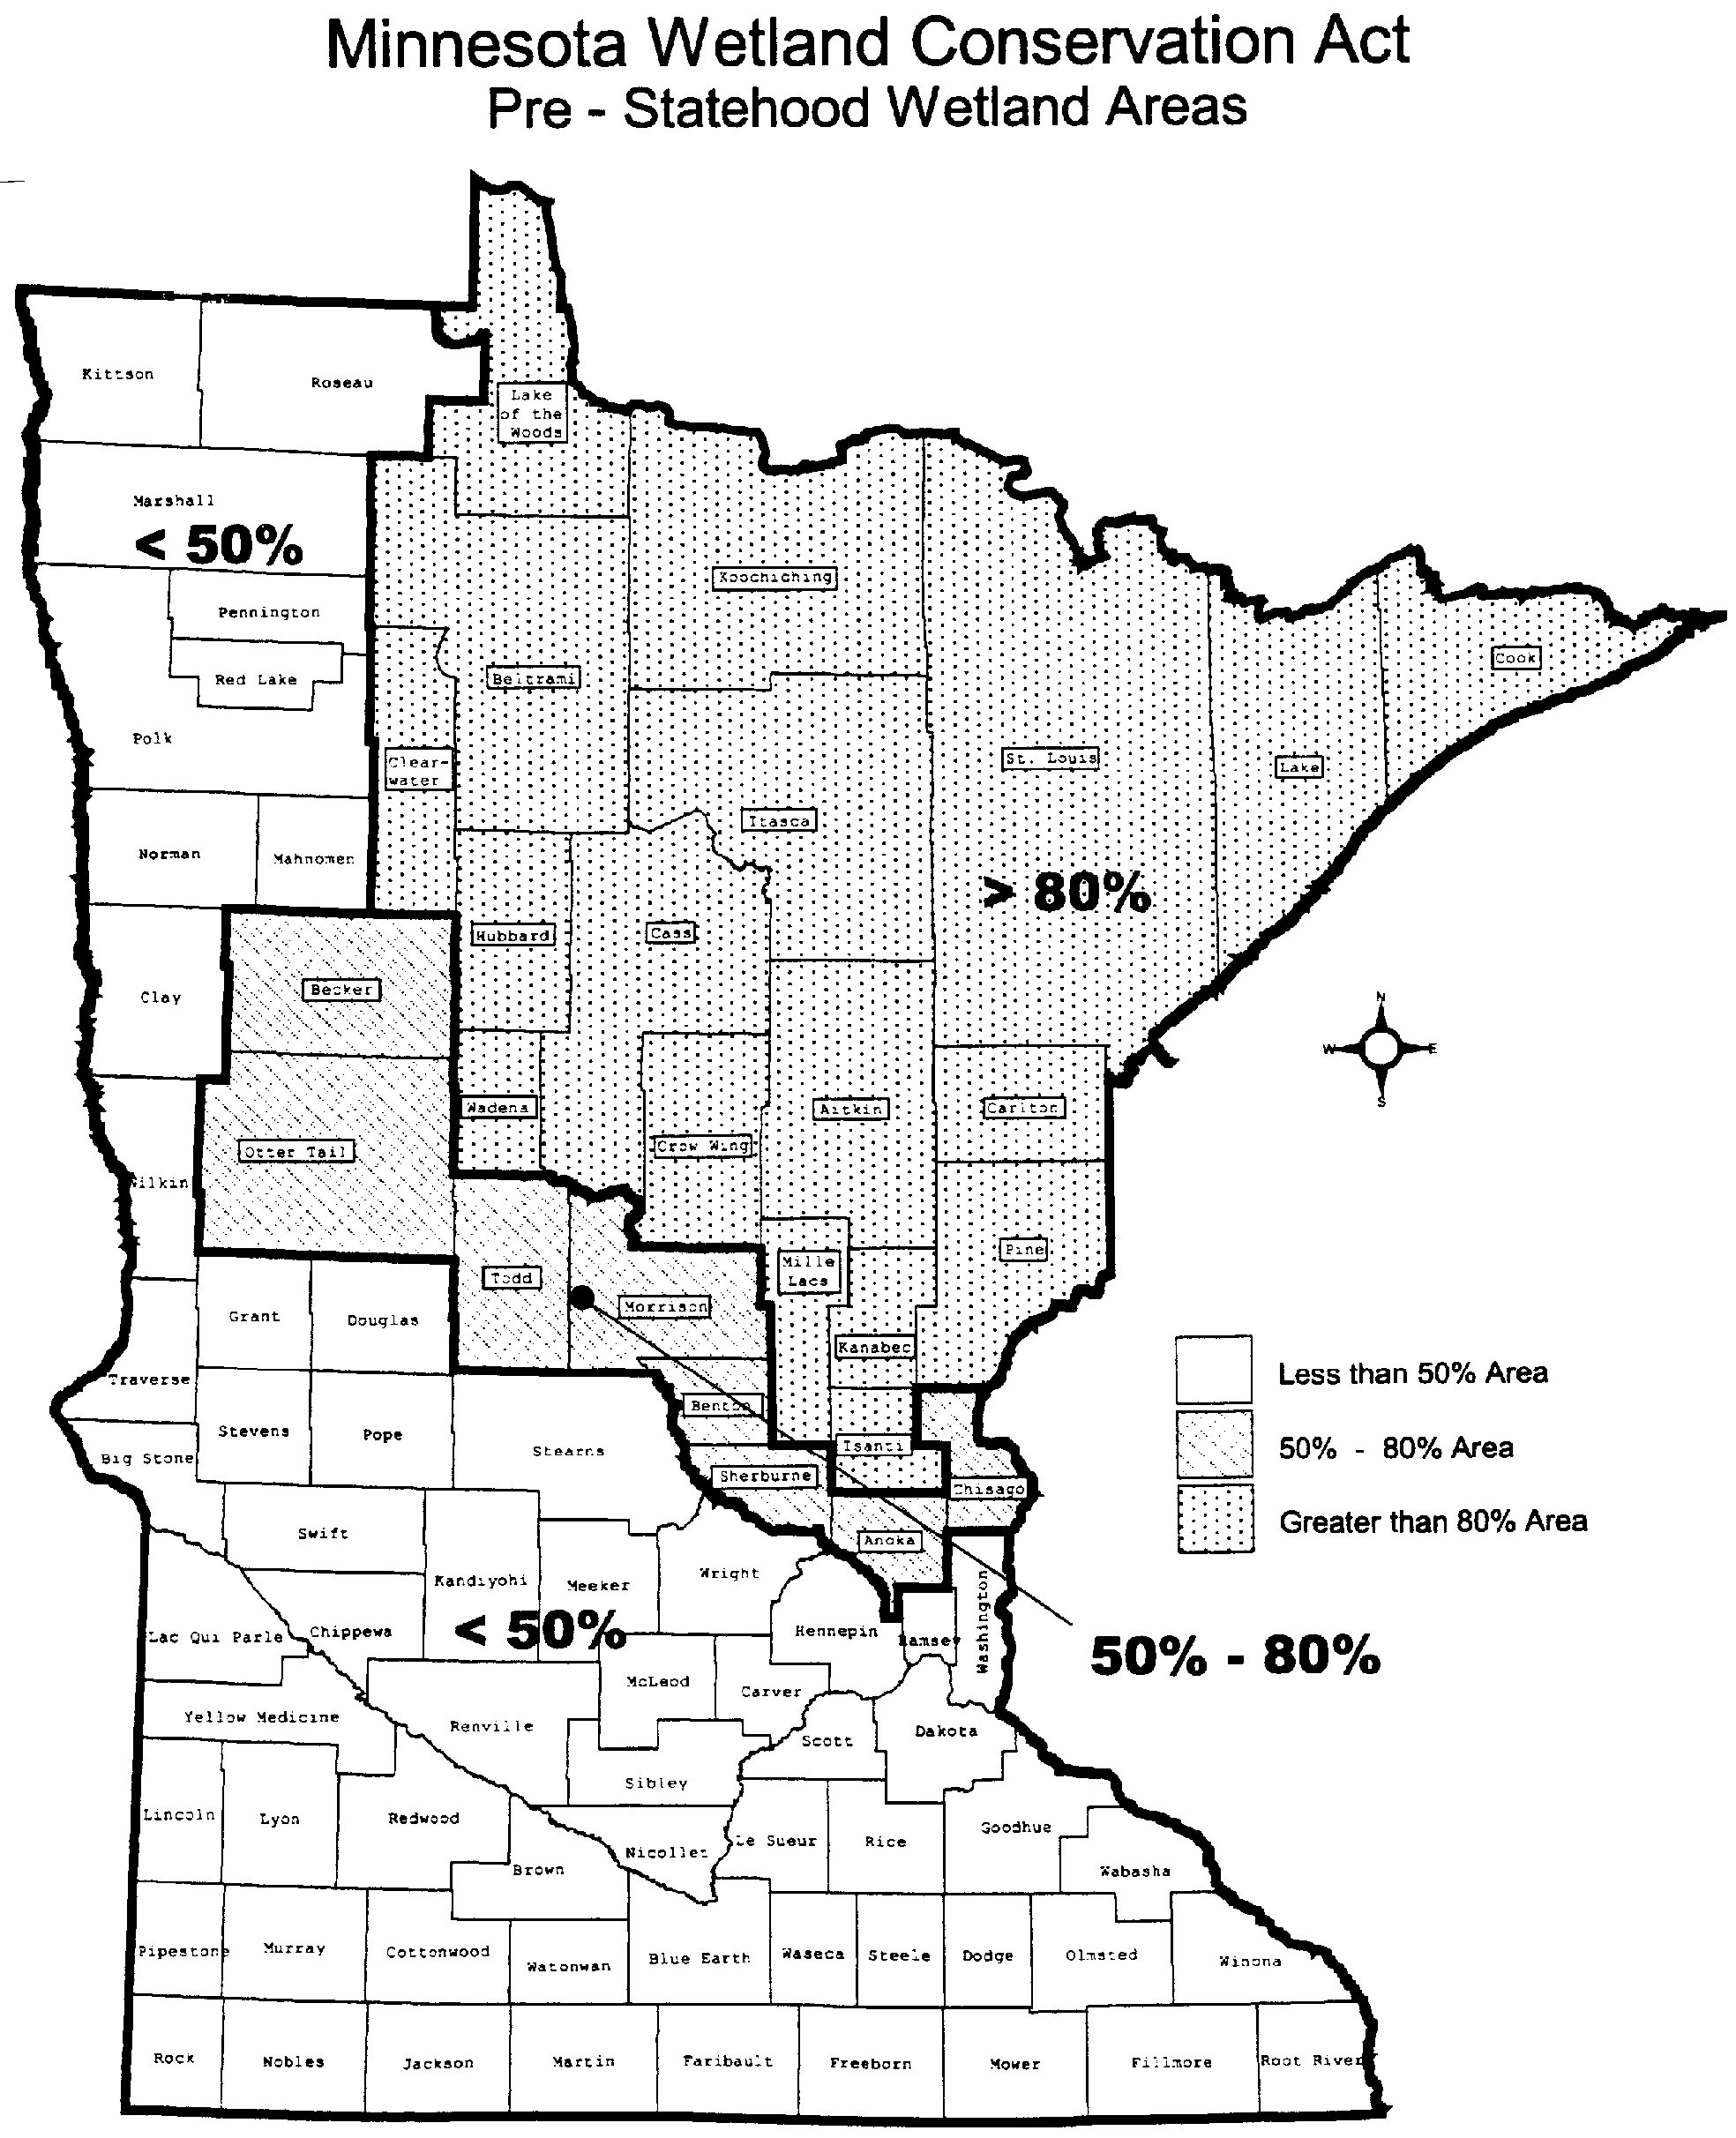 Minnesota Wetland Conservation Act
Pre - Statehood Wetland Areas
Kittson
Roseau
Lake
of the
Woods
Marshall
< 50%
Koochiching
Pennington
Red Lake
Beltrami
Cook
Polk
Clear-
water
St. Louis
Lake
Itasca
Norman
Mahnomen
> 80%
Hubbard
Cass
Becker
Clay
N
W
E
S
Wadena
Aitkin
Carlton
Otter Tail
Crow Wing
Wilkin
Pine
Mille
Lacs
Todd
Morrison
Grant
Douglas
Kanabec
Less than 50% Area
Traverse
Benton
Stevens
Pope
Stearns
Isanti
50% - 80% Area
Big Stone
Sherburne
Chisago
Greater than 80% Area
Swift
Anoka
Kandiyohi
Meeker
Wright
Washington
< 50%
Lac Qui Parle
Chippewa
Hennepin
Ramsey
50% - 80%
McLeod
Carver
Yellow Medicine
Renville
Scott
Dakota
Sibley
Lincoln
Lyon
Redwood
Le Sueur
Rice
Goodhue
Nicollet
Brown
Wabasha
Pipestone
Murray
Cottonwood
Watonwan
Blue Earth
Waseca
Steele
Dodge
Olmsted
Winona
Rock
Nobles
Jackson
Martin
Faribault
Freeborn
Mower
Fillmore
Root River